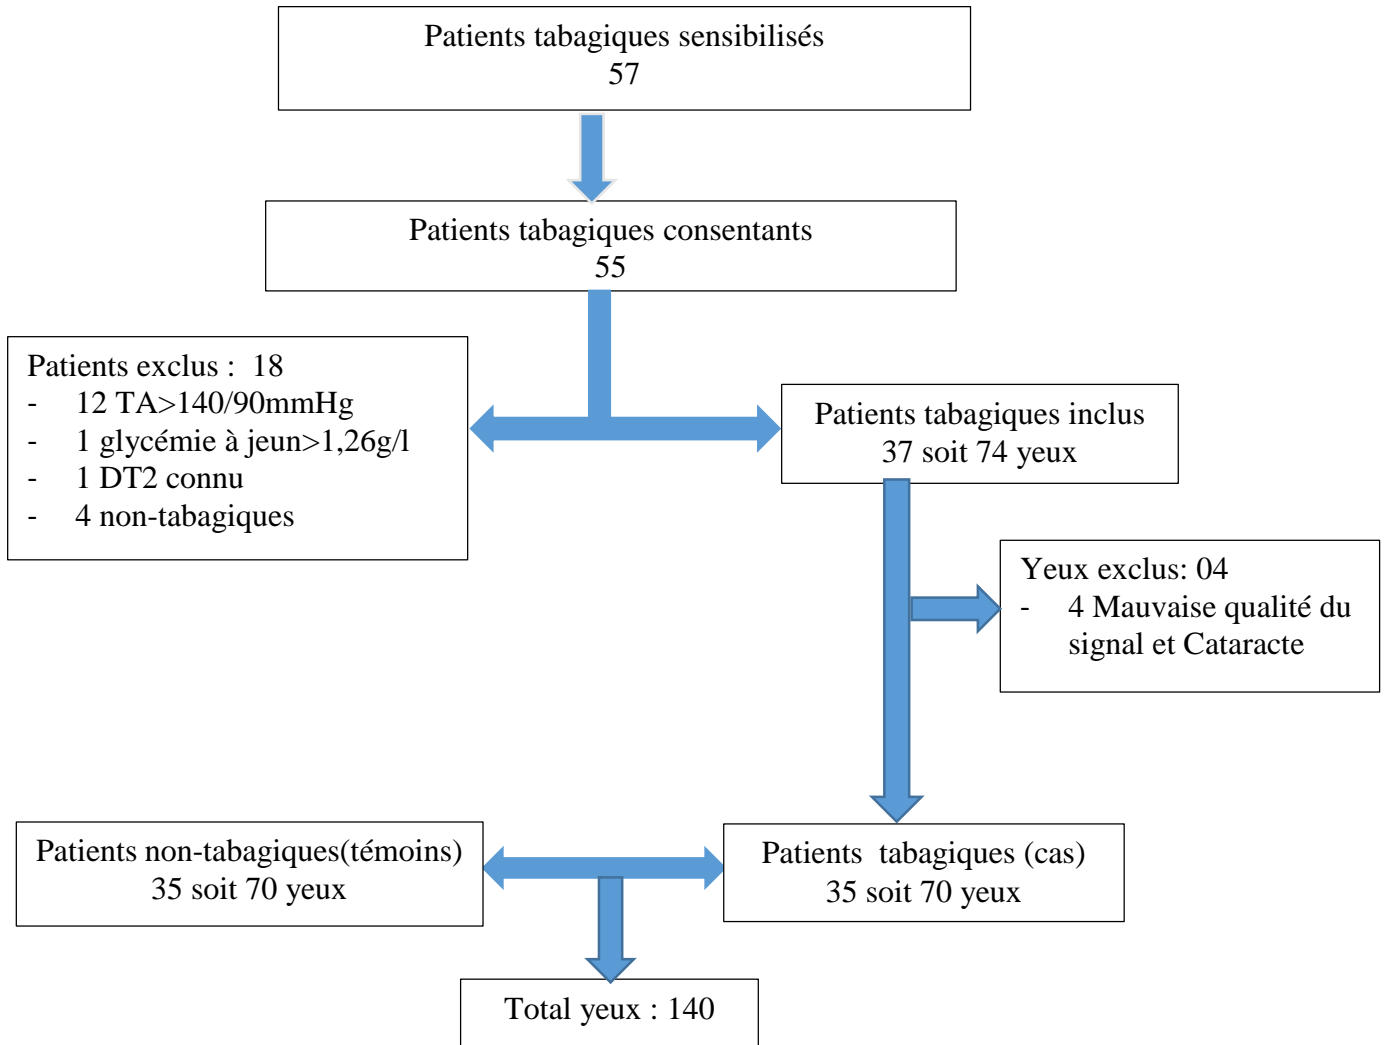 Patients tabagiques sensibilisés
57
Patients tabagiques consentants
55
Patients exclus : 18
- 12 TA>140/90mmHg
- 1 glycémie à jeun>1,26g/l
- 1 DT2 connu
- 4 non-tabagiques
Patients tabagiques inclus
37 soit 74 yeux
Yeux exclus: 04
- 4 Mauvaise qualité du
signal et Cataracte
Patients non-tabagiques(témoins)
35 soit 70 yeux
Patients tabagiques (cas)
35 soit 70 yeux
Total yeux : 140